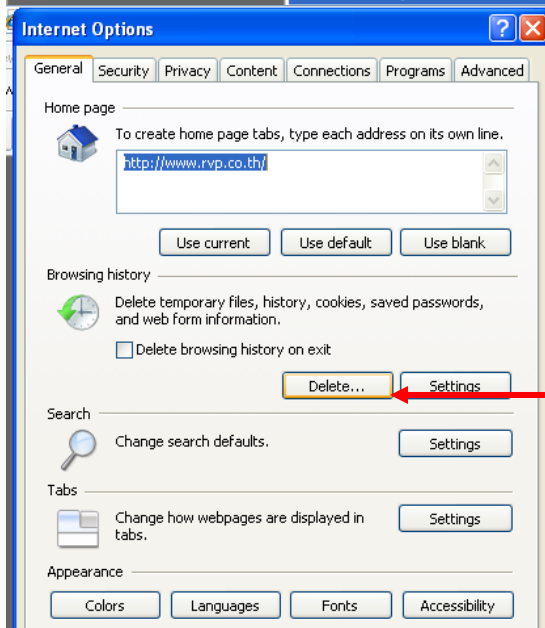 Internet Options
General Security Privacy Content Connections Programs Advanced
Home page
To create home page tabs, type each address on its own line.
http://www.rvp.co.th/
Use current Use default Use blank
Browsing history
Delete temporary files, history, cookies, saved passwords,
and web form information.
Delete browsing history on exit
Delete... Settings
Search
Change search defaults. Settings
Tabs
Change how webpages are displayed in Settings
tabs.
Appearance
Colors Languages Fonts Accessibility